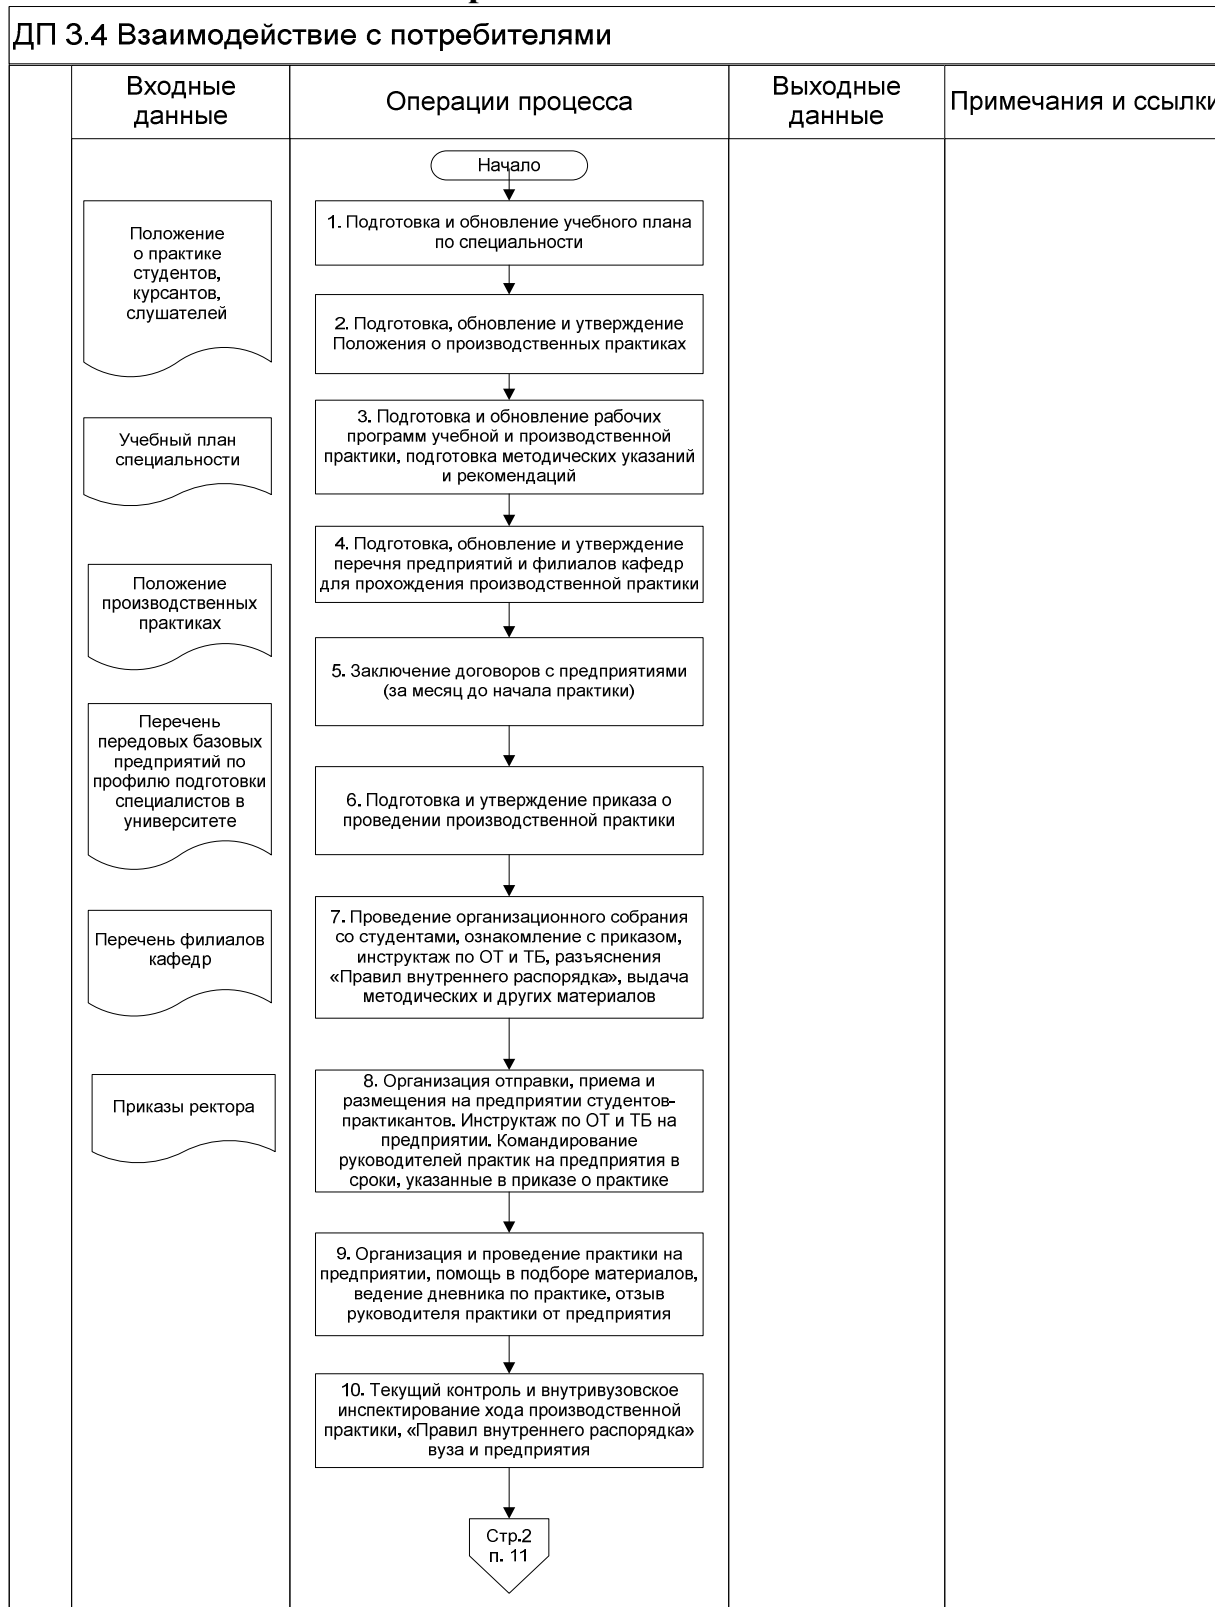 ДП 3.4 Взаимодействие с потребителями
Входные
данные
Операции процесса
Выходные
данные
Примечания и ссылки
Начало
Положение
о практике
студентов,
курсантов,
слушателей
Учебный план
специальности
Положение
производственных
практиках
Перечень
передовых базовых
предприятий по
профилю подготовки
специалистов в
университете
Перечень филиалов
кафедр
Приказы ректора
1. Подготовка и обновление учебного плана
по специальности
2. Подготовка, обновление и утверждение
Положения о производственных практиках
3. Подготовка и обновление рабочих
программ учебной и производственной
практики, подготовка методических указаний
и рекомендаций
4. Подготовка, обновление и утверждение
перечня предприятий и филиалов кафедр
для прохождения производственной практики
5. Заключение договоров с предприятиями
(за месяц до начала практики)
6. Подготовка и утверждение приказа о
проведении производственной практики
7. Проведение организационного собрания
со студентами, ознакомление с приказом,
инструктаж по ОТ и ТБ, разъяснения
«Правил внутреннего распорядка», выдача
методических и других материалов
8. Организация отправки, приема и
размещения на предприятии студентов-
практикантов. Инструктаж по ОТ и ТБ на
предприятии. Командирование
руководителей практик на предприятия в
сроки, указанные в приказе о практике
9. Организация и проведение практики на
предприятии, помощь в подборе материалов,
ведение дневника по практике, отзыв
руководителя практики от предприятия
10. Текущий контроль и внутривузовское
инспектирование хода производственной
практики, «Правил внутреннего распорядка»
вуза и предприятия
Стр.2
п. 11